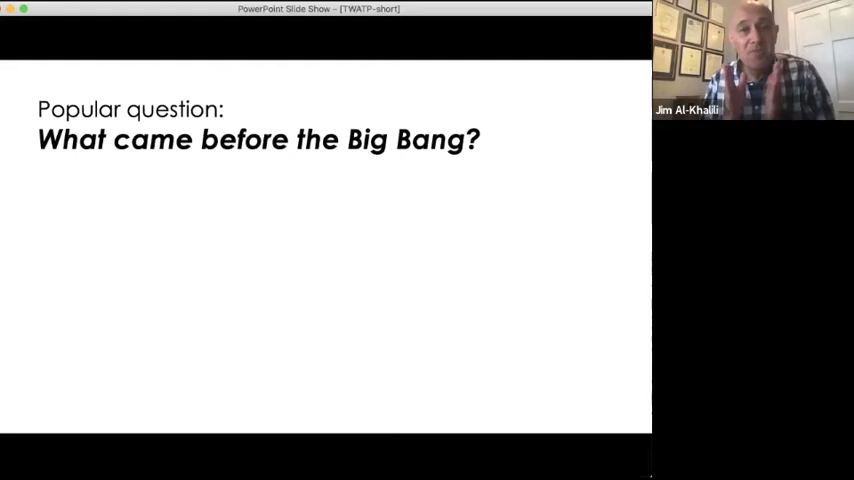 PowerPoint Slide Show – [TWATP-short]
Popular question:
What came before the Big Bang?
Jim Al-Khalili